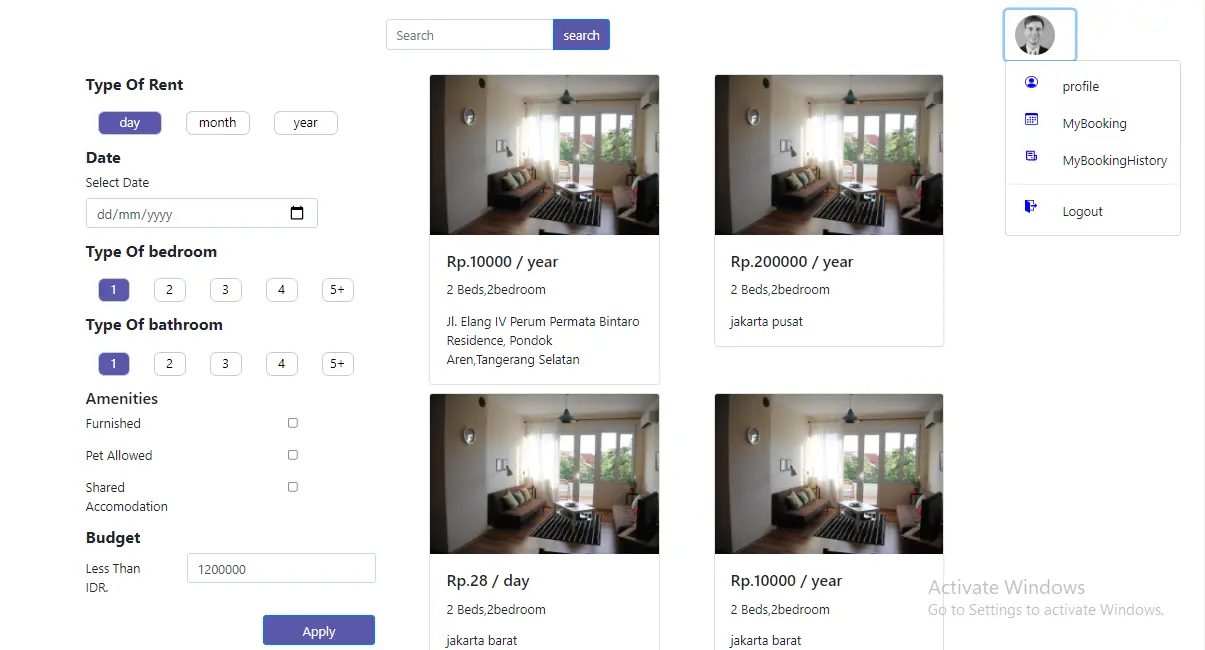 Search
search
profile
MyBooking
MyBookingHistory
Logout
Type Of Rent
day
month
year
Date
Select Date
dd/mm/yyyy
Type Of bedroom
1
2
3
4
5+
Type Of bathroom
1
2
3
4
5+
Amenities
Furnished
Pet Allowed
Shared
Accomodation
Budget
Less Than
IDR.
1200000
Apply
Rp.10000 / year
2 Beds,2bedroom
Jl. Elang IV Perum Permata Bintaro
Residence, Pondok
Aren,Tangerang Selatan
Rp.200000 / year
2 Beds,2bedroom
jakarta pusat
Rp.28 / day
2 Beds,2bedroom
jakarta barat
Rp.10000 / year
2 Beds,2bedroom
jakarta barat
Activate Windows
Go to Settings to activate Windows.